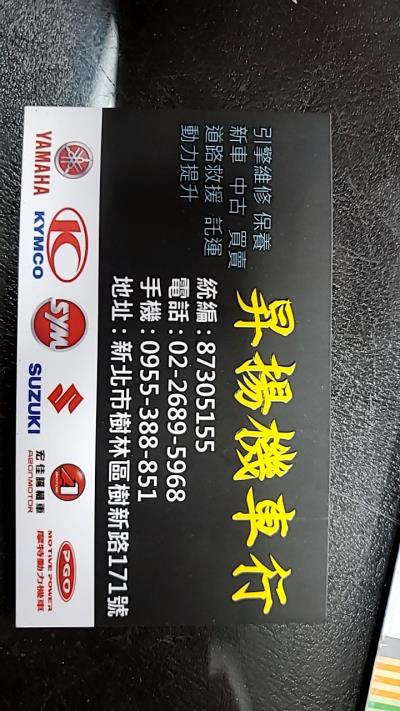 引擎維修 保養
新車 中古 買賣
道路救援 託運
動力提升
昇揚機車行
統編：87305155
電話：02-2689-5968
手機：0955-388-851
地址：新北市樹林區樹新路171號
YAMAHA
KYMCO
SYM
SUZUKI
宏佳騰機車
AEONMOTOR
PGO
MOTIVE POWER
摩特動力機車